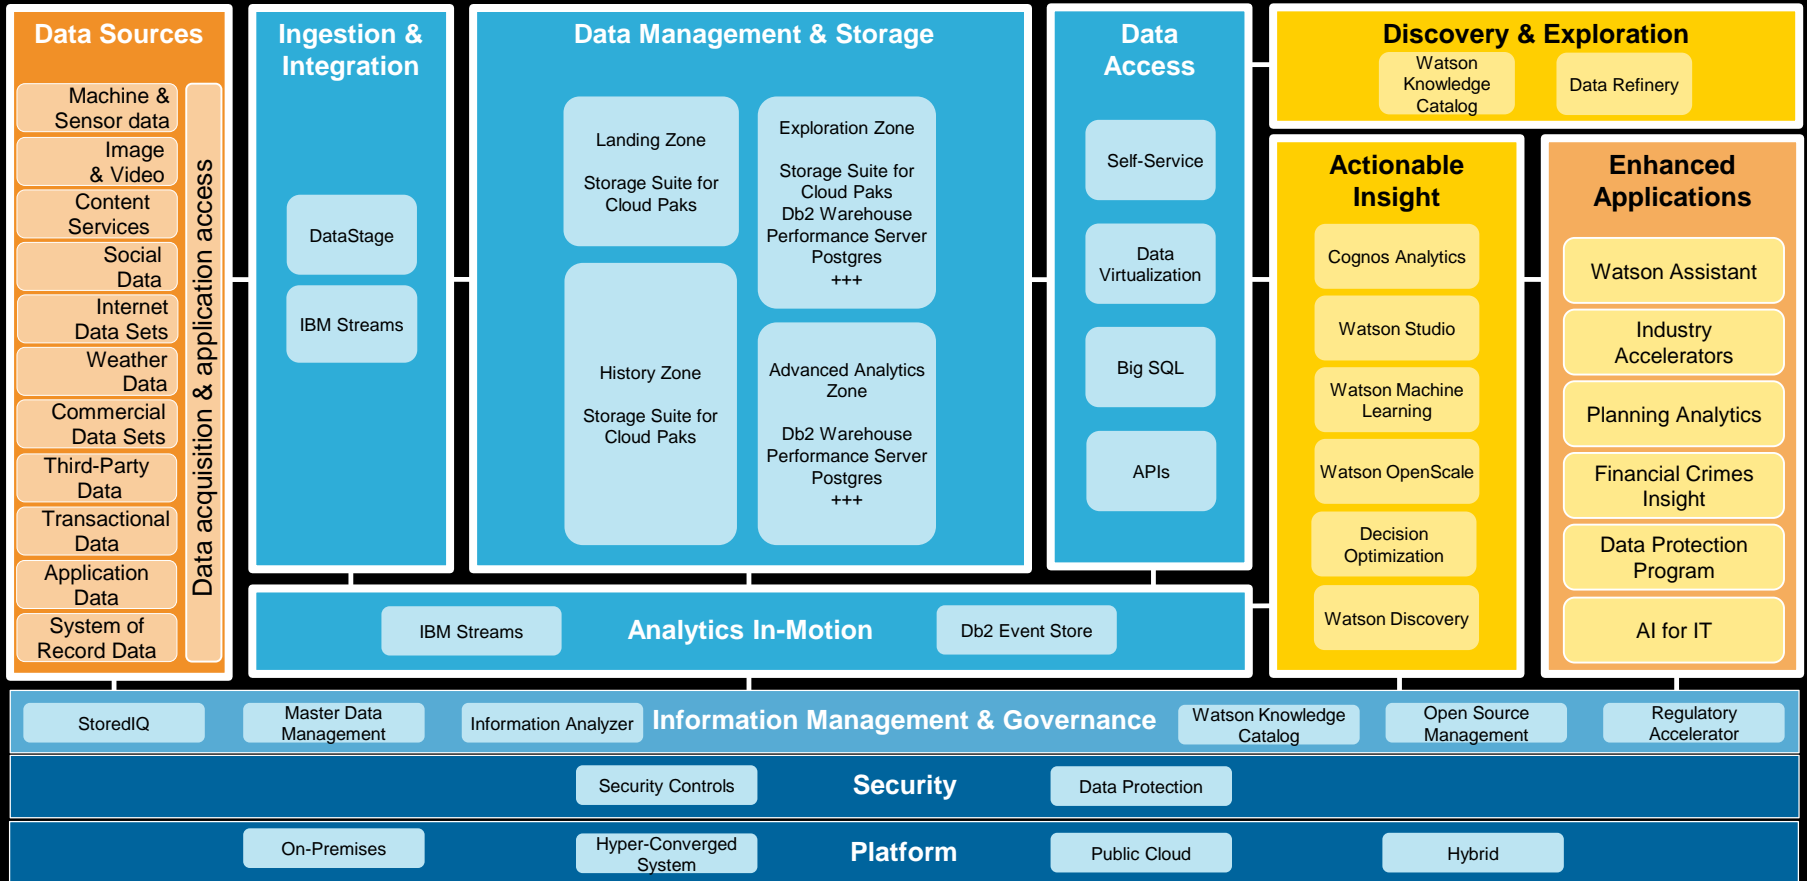 Data Sources
Machine &
Sensor data
Image
& Video
Content
Services
Social
Data
Internet
Data Sets
Weather
Data
Commercial
Data Sets
Third-Party
Data
Transactional
Data
Application
Data
System of
Record Data
Data acquisition & application access
Ingestion &
Integration
DataStage
IBM Streams
Data Management & Storage
Landing Zone
Storage Suite for
Cloud Paks
History Zone
Storage Suite for
Cloud Paks
Exploration Zone
Storage Suite for
Cloud Paks
Db2 Warehouse
Performance Server
Postgres
+++
Advanced Analytics
Zone
Db2 Warehouse
Performance Server
Postgres
+++
Data
Access
Self-Service
Data
Virtualization
Big SQL
APIs
Discovery & Exploration
Watson
Knowledge
Catalog
Data Refinery
Actionable
Insight
Cognos Analytics
Watson Studio
Watson Machine
Learning
Watson OpenScale
Decision
Optimization
Watson Discovery
Enhanced
Applications
Watson Assistant
Industry
Accelerators
Planning Analytics
Financial Crimes
Insight
Data Protection
Program
AI for IT
IBM Streams
Analytics In-Motion
Db2 Event Store
StoredIQ
Master Data
Management
Information Analyzer
Information Management & Governance
Watson Knowledge
Catalog
Open Source
Management
Regulatory
Accelerator
Security Controls
Security
Data Protection
On-Premises
Hyper-Converged
System
Platform
Public Cloud
Hybrid